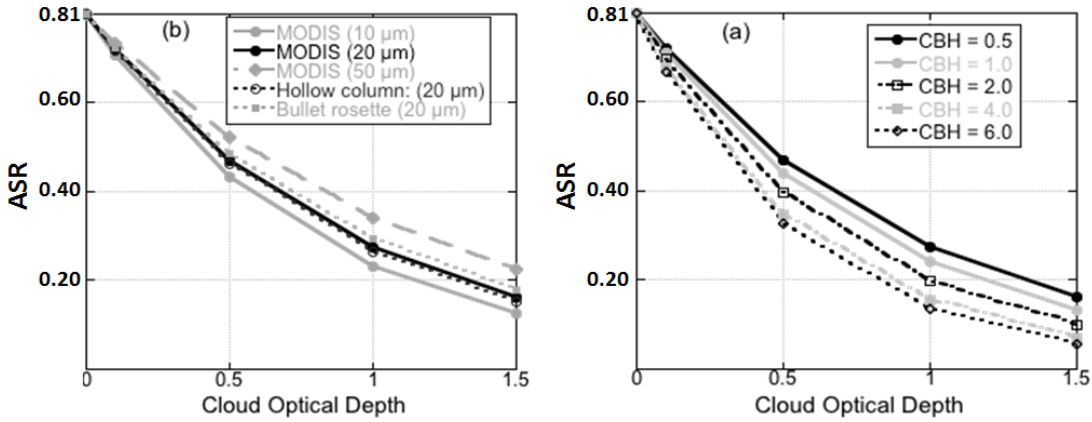 (b)
MODIS (10 µm)
MODIS (20 µm)
MODIS (50 µm)
Hollow column: (20 µm)
Bullet rosette (20 µm)
0.81
0.60
0.40
0.20
ASR
0 0.5 1 1.5
Cloud Optical Depth
(a)
CBH = 0.5
CBH = 1.0
CBH = 2.0
CBH = 4.0
CBH = 6.0
0.81
0.60
0.40
0.20
ASR
0 0.5 1 1.5
Cloud Optical Depth